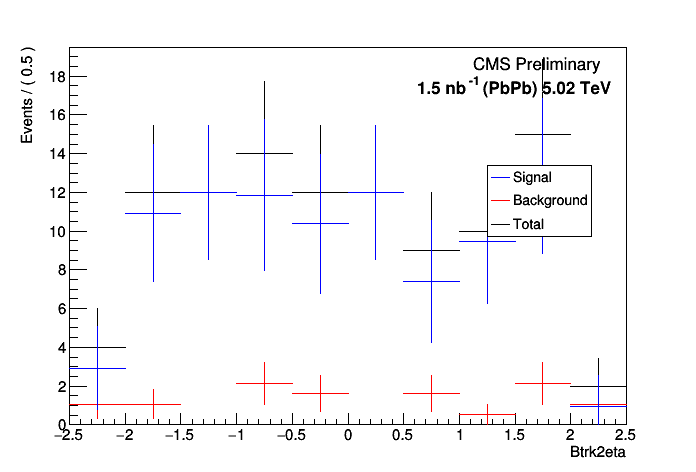 CMS Preliminary
1.5 nb⁻¹ (PbPb) 5.02 TeV
Events / ( 0.5 )
18
16
14
12
10
8
6
4
2
0
Signal
Background
Total
−2.5 −2 −1.5 −1 −0.5 0 0.5 1 1.5 2 2.5
Btrk2eta